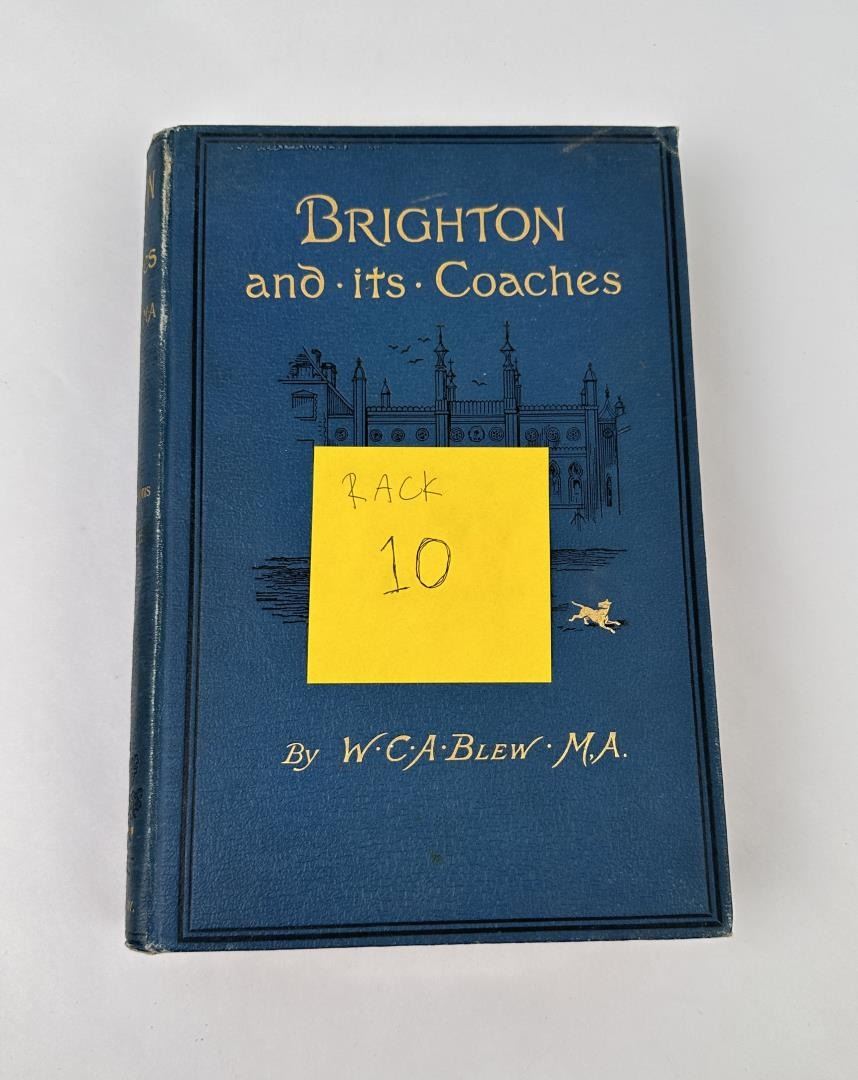 BRIGHTON
and · its · Coaches
RACK
10
By W·C·A·BLEW·M,A.